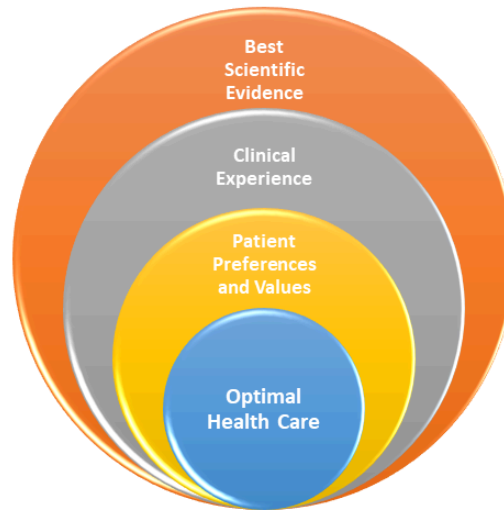 Best
Scientific
Evidence
Clinical
Experience
Patient
Preferences
and Values
Optimal
Health Care